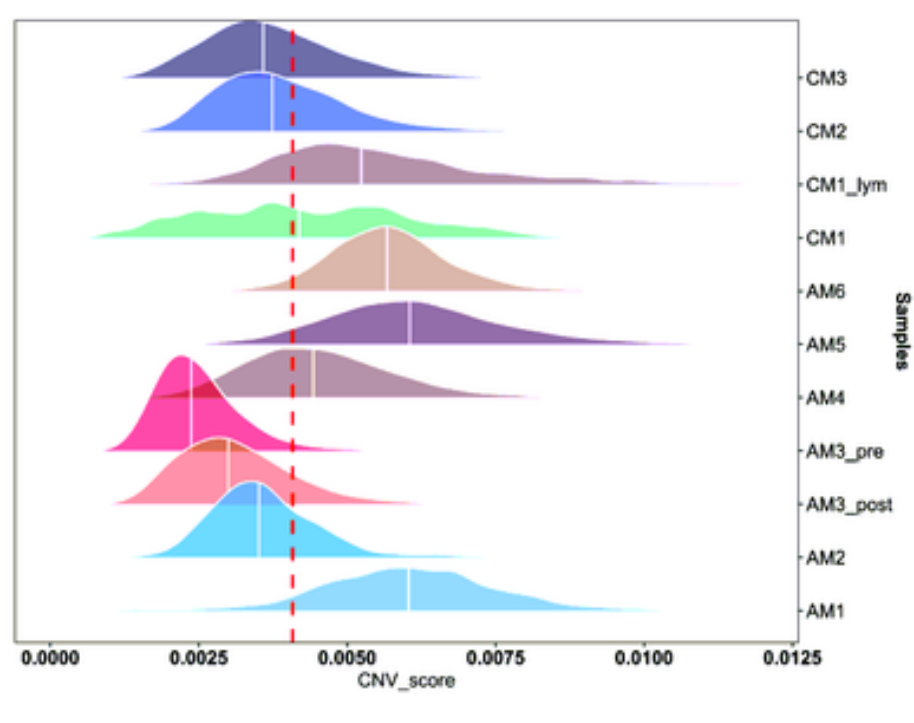 CM3
CM2
CM1_lym
CM1
AM6
AM5
AM4
AM3_pre
AM3_post
AM2
AM1
Samples
0.0000 0.0025 0.0050 0.0075 0.0100 0.0125
CNV_score